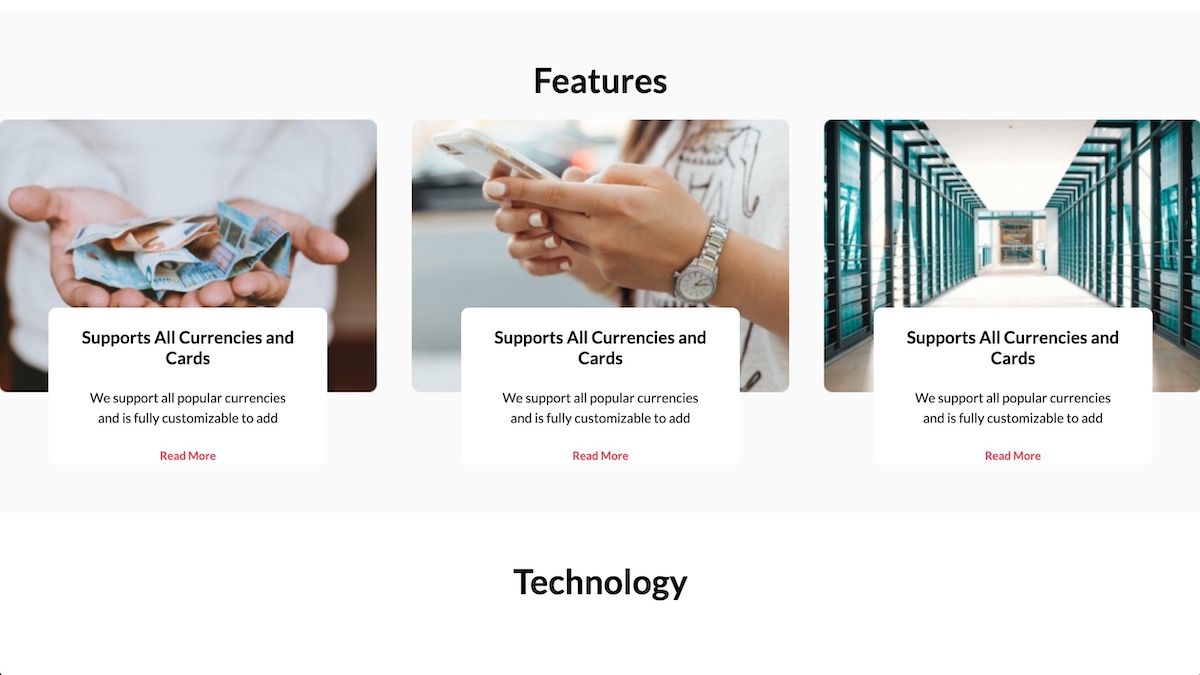 Features
Supports All Currencies and
Cards
We support all popular currencies
and is fully customizable to add
Read More
Supports All Currencies and
Cards
We support all popular currencies
and is fully customizable to add
Read More
Supports All Currencies and
Cards
We support all popular currencies
and is fully customizable to add
Read More
Technology